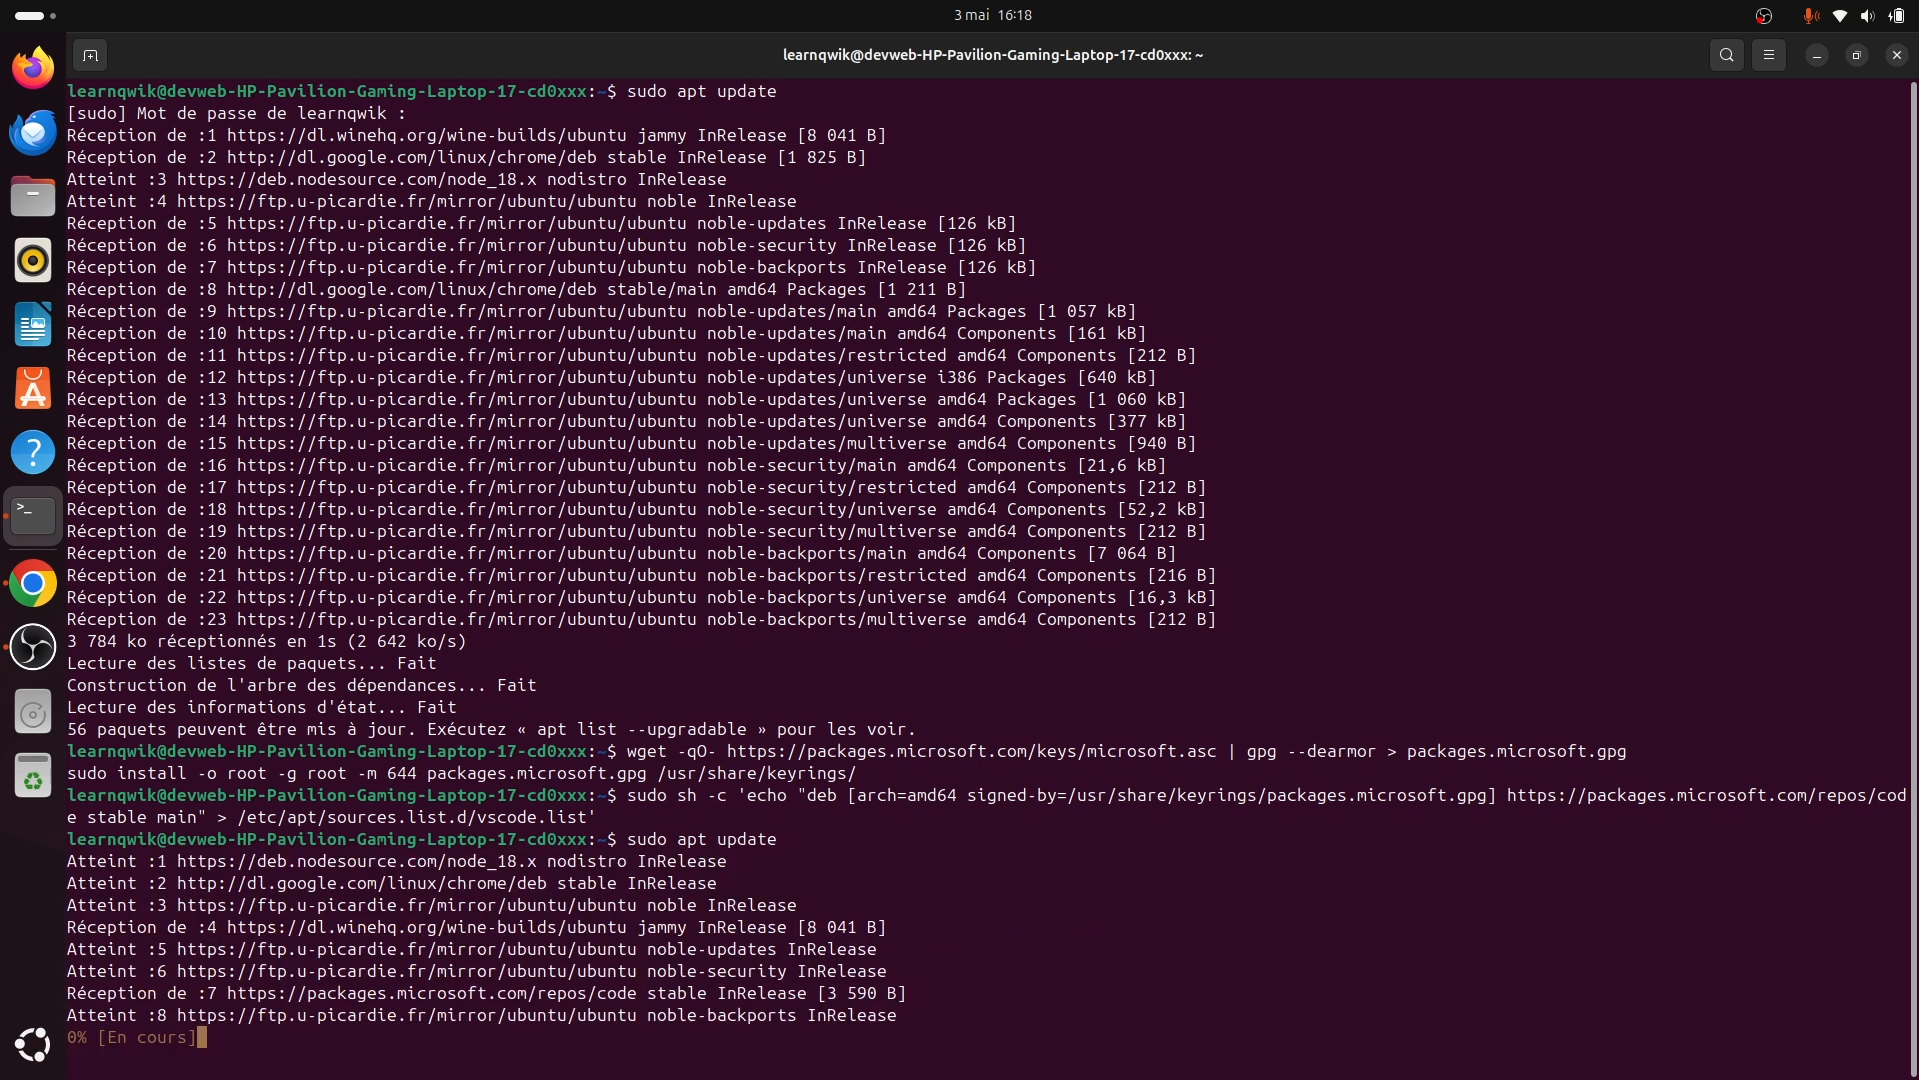 3 mai 16:18
learnqwik@devweb-HP-Pavilion-Gaming-Laptop-17-cd0xxx: ~
learnqwik@devweb-HP-Pavilion-Gaming-Laptop-17-cd0xxx:~$ sudo apt update
[sudo] Mot de passe de learnqwik :
Réception de :1 https://dl.winehq.org/wine-builds/ubuntu jammy InRelease [8 041 B]
Réception de :2 http://dl.google.com/linux/chrome/deb stable InRelease [1 825 B]
Atteint :3 https://deb.nodesource.com/node_18.x nodistro InRelease
Atteint :4 https://ftp.u-picardie.fr/mirror/ubuntu/ubuntu noble InRelease
Réception de :5 https://ftp.u-picardie.fr/mirror/ubuntu/ubuntu noble-updates InRelease [126 kB]
Réception de :6 https://ftp.u-picardie.fr/mirror/ubuntu/ubuntu noble-security InRelease [126 kB]
Réception de :7 https://ftp.u-picardie.fr/mirror/ubuntu/ubuntu noble-backports InRelease [126 kB]
Réception de :8 http://dl.google.com/linux/chrome/deb stable/main amd64 Packages [1 211 B]
Réception de :9 https://ftp.u-picardie.fr/mirror/ubuntu/ubuntu noble-updates/main amd64 Packages [1 057 kB]
Réception de :10 https://ftp.u-picardie.fr/mirror/ubuntu/ubuntu noble-updates/main amd64 Components [161 kB]
Réception de :11 https://ftp.u-picardie.fr/mirror/ubuntu/ubuntu noble-updates/restricted amd64 Components [212 B]
Réception de :12 https://ftp.u-picardie.fr/mirror/ubuntu/ubuntu noble-updates/universe i386 Packages [640 kB]
Réception de :13 https://ftp.u-picardie.fr/mirror/ubuntu/ubuntu noble-updates/universe amd64 Packages [1 060 kB]
Réception de :14 https://ftp.u-picardie.fr/mirror/ubuntu/ubuntu noble-updates/universe amd64 Components [377 kB]
Réception de :15 https://ftp.u-picardie.fr/mirror/ubuntu/ubuntu noble-updates/multiverse amd64 Components [940 B]
Réception de :16 https://ftp.u-picardie.fr/mirror/ubuntu/ubuntu noble-security/main amd64 Components [21,6 kB]
Réception de :17 https://ftp.u-picardie.fr/mirror/ubuntu/ubuntu noble-security/restricted amd64 Components [212 B]
Réception de :18 https://ftp.u-picardie.fr/mirror/ubuntu/ubuntu noble-security/universe amd64 Components [52,2 kB]
Réception de :19 https://ftp.u-picardie.fr/mirror/ubuntu/ubuntu noble-security/multiverse amd64 Components [212 B]
Réception de :20 https://ftp.u-picardie.fr/mirror/ubuntu/ubuntu noble-backports/main amd64 Components [7 064 B]
Réception de :21 https://ftp.u-picardie.fr/mirror/ubuntu/ubuntu noble-backports/restricted amd64 Components [216 B]
Réception de :22 https://ftp.u-picardie.fr/mirror/ubuntu/ubuntu noble-backports/universe amd64 Components [16,3 kB]
Réception de :23 https://ftp.u-picardie.fr/mirror/ubuntu/ubuntu noble-backports/multiverse amd64 Components [212 B]
3 784 ko réceptionnés en 1s (2 642 ko/s)
Lecture des listes de paquets... Fait
Construction de l'arbre des dépendances... Fait
Lecture des informations d'état... Fait
56 paquets peuvent être mis à jour. Exécutez « apt list --upgradable » pour les voir.
learnqwik@devweb-HP-Pavilion-Gaming-Laptop-17-cd0xxx:~$ wget -qO- https://packages.microsoft.com/keys/microsoft.asc | gpg --dearmor > packages.microsoft.gpg
sudo install -o root -g root -m 644 packages.microsoft.gpg /usr/share/keyrings/
learnqwik@devweb-HP-Pavilion-Gaming-Laptop-17-cd0xxx:~$ sudo sh -c 'echo "deb [arch=amd64 signed-by=/usr/share/keyrings/packages.microsoft.gpg] https://packages.microsoft.com/repos/cod
e stable main" > /etc/apt/sources.list.d/vscode.list'
learnqwik@devweb-HP-Pavilion-Gaming-Laptop-17-cd0xxx:~$ sudo apt update
Atteint :1 https://deb.nodesource.com/node_18.x nodistro InRelease
Atteint :2 http://dl.google.com/linux/chrome/deb stable InRelease
Atteint :3 https://ftp.u-picardie.fr/mirror/ubuntu/ubuntu noble InRelease
Réception de :4 https://dl.winehq.org/wine-builds/ubuntu jammy InRelease [8 041 B]
Atteint :5 https://ftp.u-picardie.fr/mirror/ubuntu/ubuntu noble-updates InRelease
Atteint :6 https://ftp.u-picardie.fr/mirror/ubuntu/ubuntu noble-security InRelease
Réception de :7 https://packages.microsoft.com/repos/code stable InRelease [3 590 B]
Atteint :8 https://ftp.u-picardie.fr/mirror/ubuntu/ubuntu noble-backports InRelease
0% [En cours]